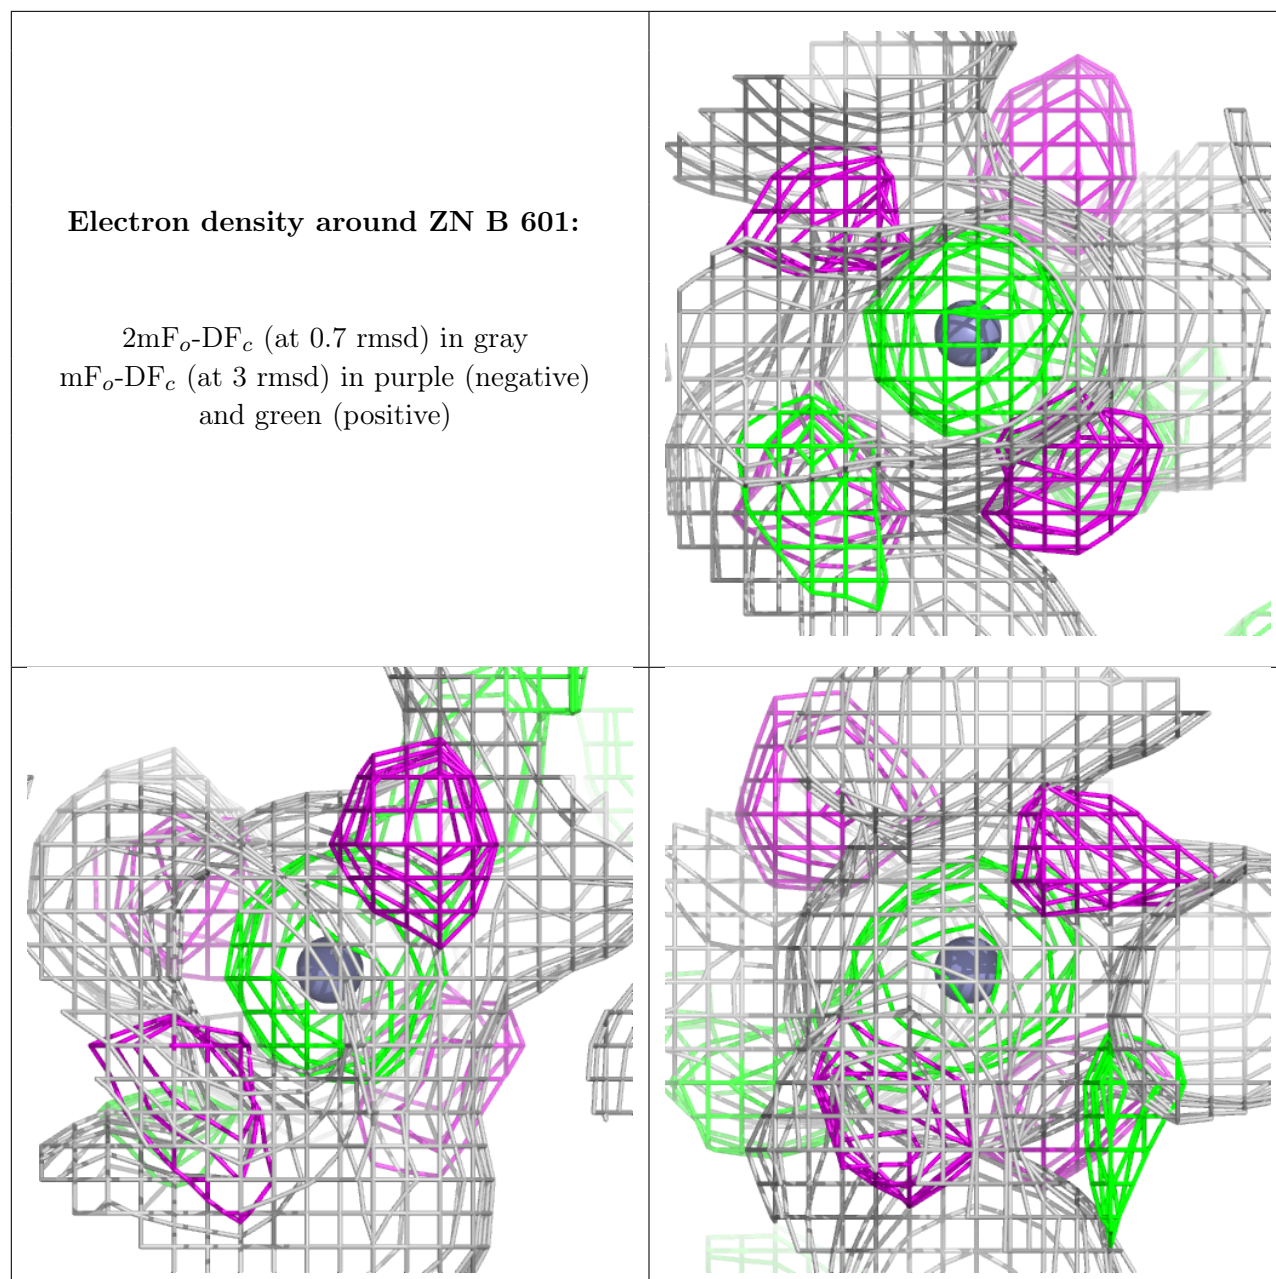 Electron density around ZN B 601:
2mFo-DFc (at 0.7 rmsd) in gray
mFo-DFc (at 3 rmsd) in purple (negative)
and green (positive)